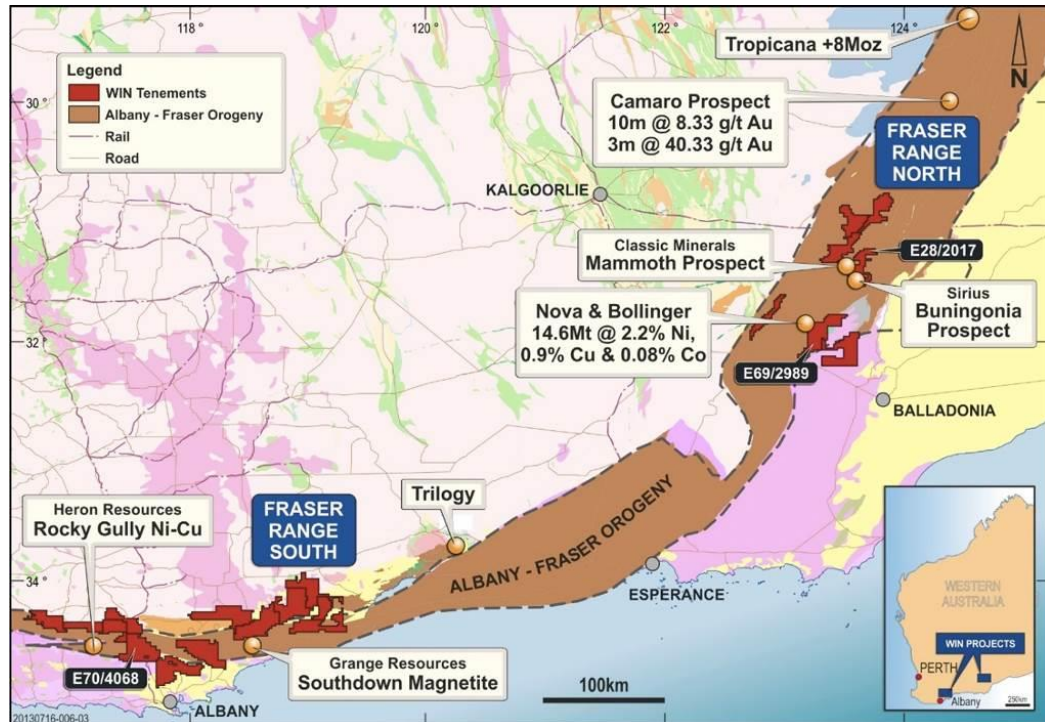 118 °
120 °
122 °
124 °
Tropicana +8Moz
N
Legend
WIN Tenements
Albany - Fraser Orogeny
Rail
Road
30 °
Camaro Prospect
10m @ 8.33 g/t Au
3m @ 40.33 g/t Au
FRASER
RANGE
NORTH
KALGOORLIE
Classic Minerals
Mammoth Prospect
E28/2017
Sirius
Buningonia
Prospect
Nova & Bollinger
14.6Mt @ 2.2% Ni,
0.9% Cu & 0.08% Co
32 °
E69/2989
BALLADONIA
Trilogy
Heron Resources
Rocky Gully Ni-Cu
FRASER
RANGE
SOUTH
ALBANY - FRASER OROGENY
34 °
ESPERANCE
WESTERN
AUSTRALIA
WIN PROJECTS
PERTH
Albany
250km
E70/4068
Grange Resources
Southdown Magnetite
100km
ALBANY
20130716-006-03